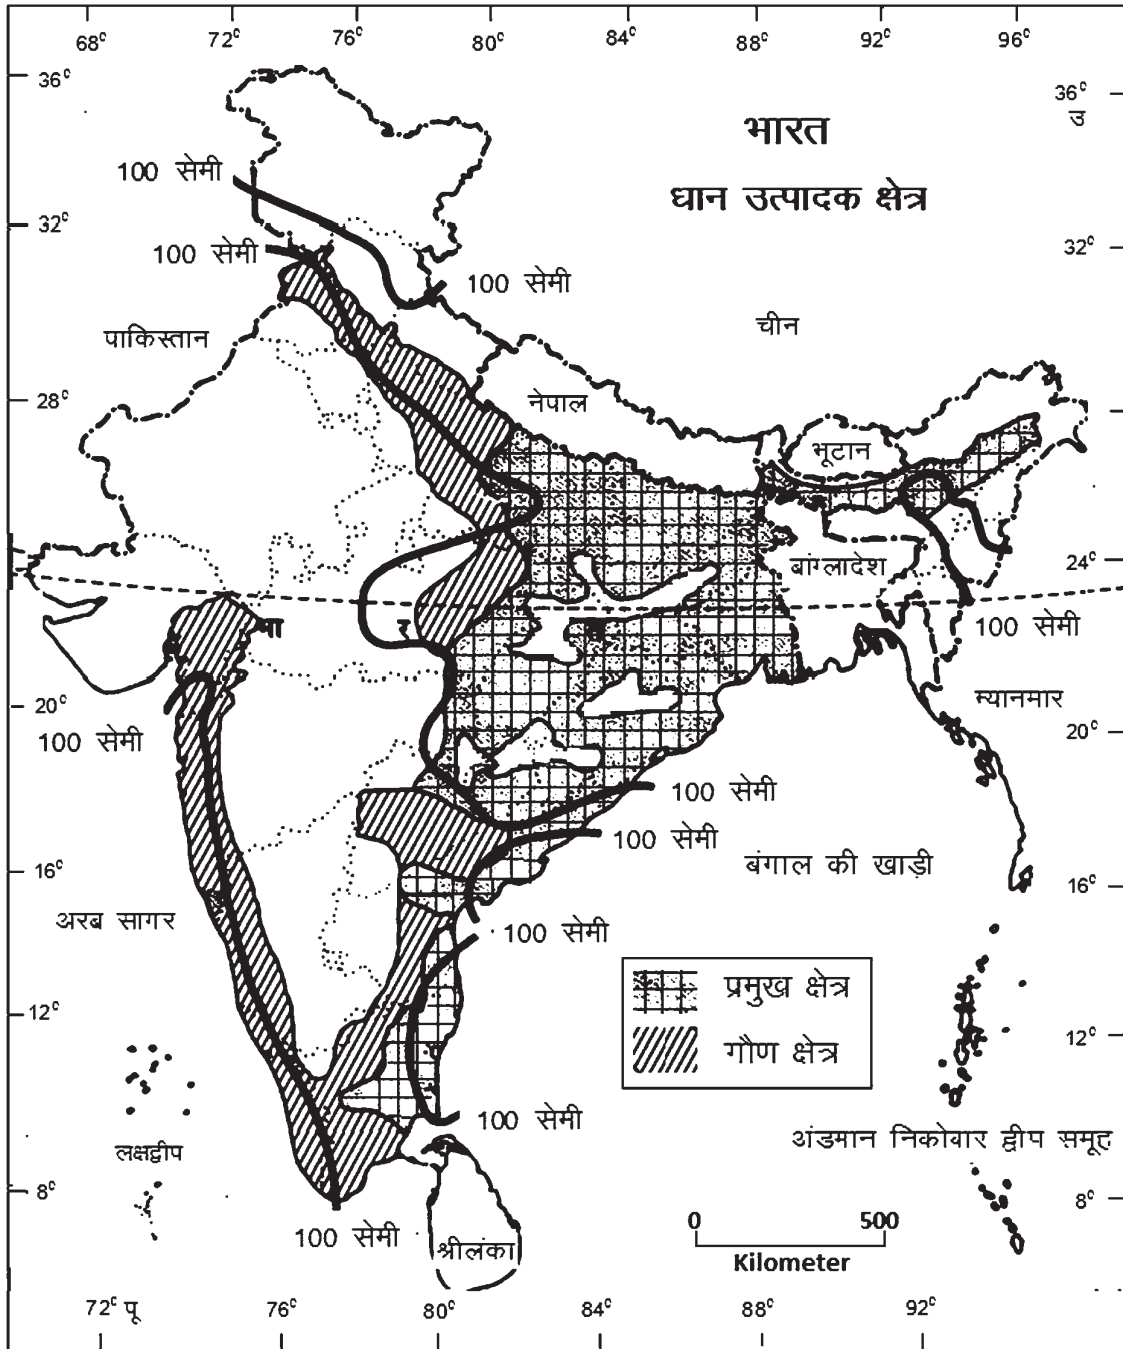 68° 72° 76° 80° 84° 88° 92° 96°
36°
36°
उ
भारत
धान उत्पादक क्षेत्र
100 सेमी
32°
32°
100 सेमी
100 सेमी
पाकिस्तान
चीन
28°
नेपाल
भूटान
24°
बांग्लादेश
भा र त
100 सेमी
20°
म्यानमार
20°
100 सेमी
100 सेमी
100 सेमी
बंगाल की खाड़ी
16°
16°
अरब सागर
100 सेमी
प्रमुख क्षेत्र
गौण क्षेत्र
12°
12°
100 सेमी
अंडमान निकोबार द्वीप समूह
लक्षद्वीप
8°
8°
100 सेमी
श्रीलंका
0 500
Kilometer
72° पू 76° 80° 84° 88° 92°